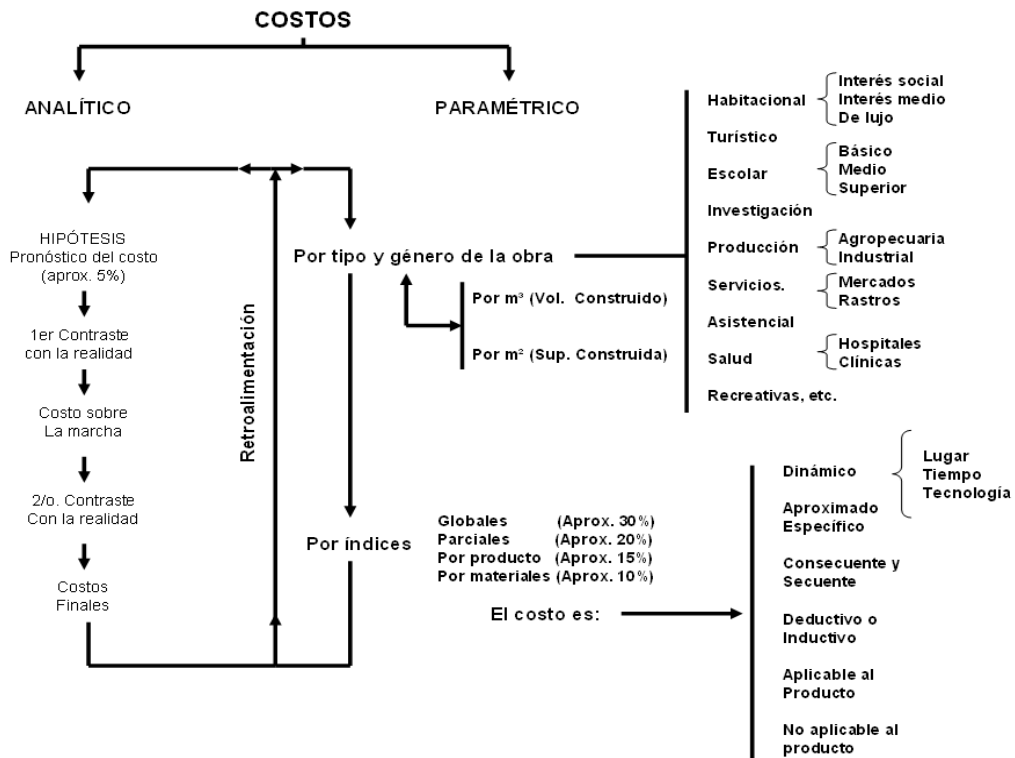 COSTOS
ANALÍTICO
PARAMÉTRICO
HIPÓTESIS
Pronóstico del costo
(aprox. 5%)
1er Contraste
con la realidad
Costo sobre
La marcha
2/o. Contraste
Con la realidad
Costos
Finales
Retroalimentación
Por tipo y género de la obra
Por m³ (Vol. Construido)
Por m² (Sup. Construida)
Habitacional
Interés social
Interés medio
De lujo
Turístico
Escolar
Básico
Medio
Superior
Investigación
Producción
Agropecuaria
Industrial
Servicios.
Mercados
Rastros
Asistencial
Salud
Hospitales
Clínicas
Recreativas, etc.
Por índices
Globales (Aprox. 30%)
Parciales (Aprox. 20%)
Por producto (Aprox. 15%)
Por materiales (Aprox. 10%)
El costo es:
Dinámico
Lugar
Tiempo
Tecnología
Aproximado
Específico
Consecuente y
Secuente
Deductivo o
Inductivo
Aplicable al
Producto
No aplicable al
producto